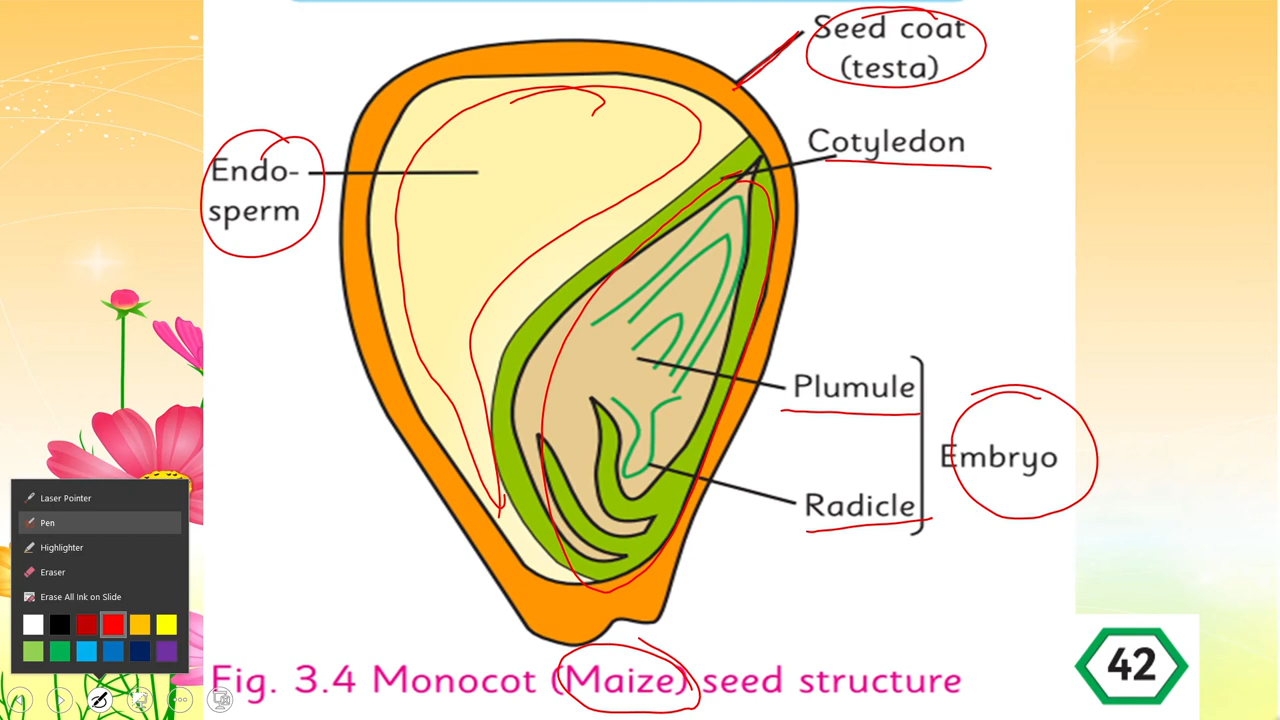 Seed coat
(testa)
Cotyledon
Endo-
sperm
Plumule
Embryo
Radicle
Laser Pointer
Pen
Highlighter
Eraser
Erase All Ink on Slide
Fig. 3.4 Monocot (Maize) seed structure
42